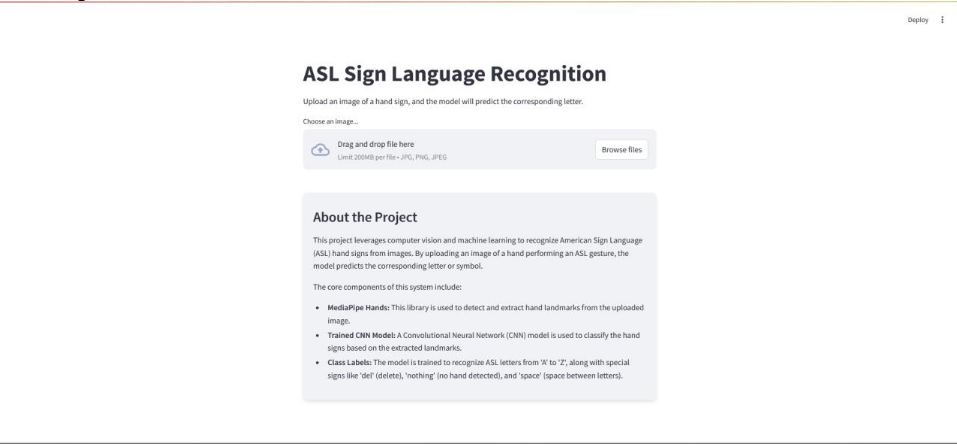 Deploy
ASL Sign Language Recognition
Upload an image of a hand sign, and the model will predict the corresponding letter.
Choose an image...
Drag and drop file here
Limit 200MB per file • JPG, PNG, JPEG
Browse files
About the Project
This project leverages computer vision and machine learning to recognize American Sign Language
(ASL) hand signs from images. By uploading an image of a hand performing an ASL gesture, the
model predicts the corresponding letter or symbol.
The core components of this system include:
• MediaPipe Hands: This library is used to detect and extract hand landmarks from the uploaded
image.
• Trained CNN Model: A Convolutional Neural Network (CNN) model is used to classify the hand
signs based on the extracted landmarks.
• Class Labels: The model is trained to recognize ASL letters from 'A' to 'Z', along with special
signs like 'del' (delete), 'nothing' (no hand detected), and 'space' (space between letters).